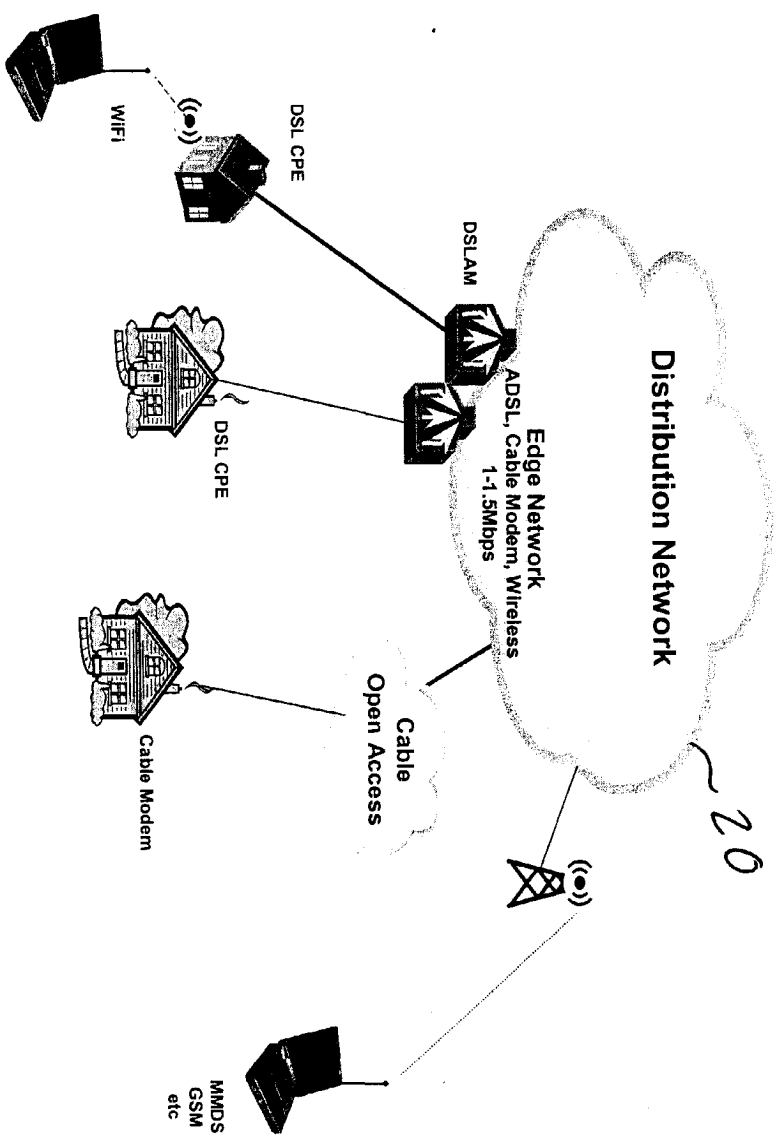 Distribution Network
20
Edge Network
ADSL, Cable Modem, Wireless
1-1.5Mbps
DSLAM
Cable
Open Access
DSL CPE
WiFi
DSL CPE
Cable Modem
MMDS
GSM
etc